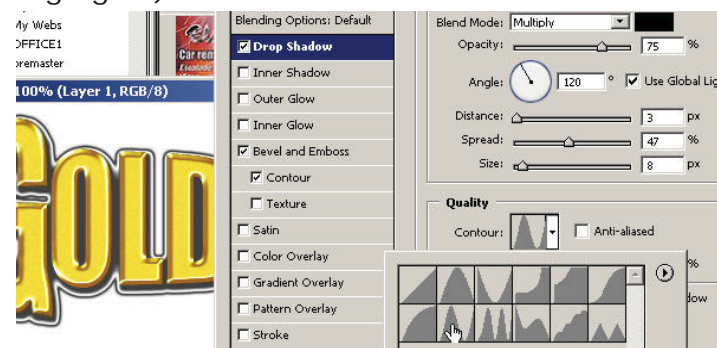 My Webs
OFFICE1
oremaster
Car ren
100% (Layer 1, RGB/8)
GOLD
Blending Options: Default
Drop Shadow
Inner Shadow
Outer Glow
Inner Glow
Bevel and Emboss
Contour
Texture
Satin
Color Overlay
Gradient Overlay
Pattern Overlay
Stroke
Blend Mode: Multiply
Opacity: 75 %
Angle: 120 ° Use Global Lig
Distance: 3 px
Spread: 47 %
Size: 8 px
Quality
Contour: Anti-aliased
%
dow